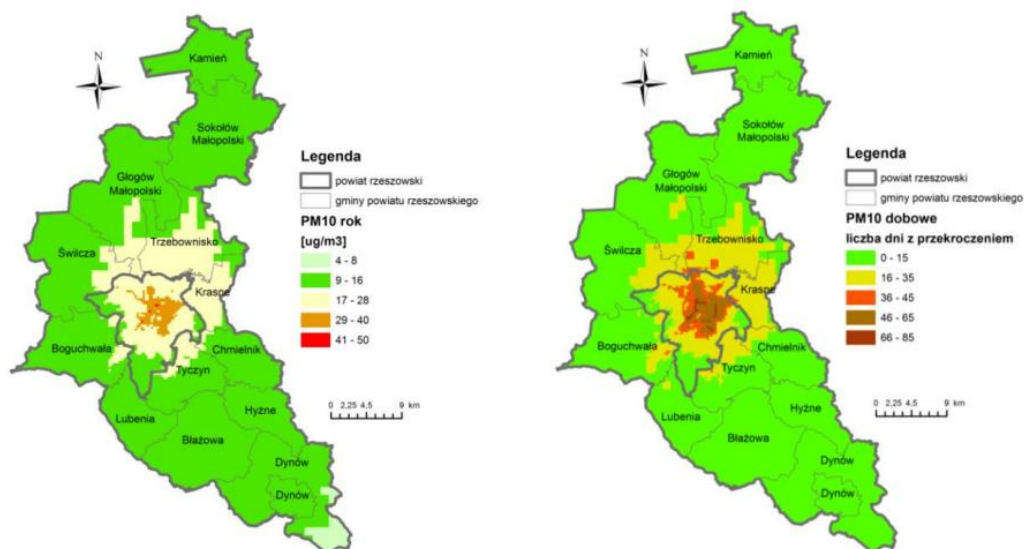 N
Kamień
Sokołów
Małopolski
Głogów
Małopolski
Trzebownisko
Świlcza
Krasne
Boguchwała
Chmielnik
Tyczyn
Lubenia
Hyżne
Błażowa
Dynów
Dynów
Legenda
powiat rzeszowski
gminy powiatu rzeszowskiego
PM10 rok
[ug/m3]
4 - 8
9 - 16
17 - 28
29 - 40
41 - 50
0 2,25 4,5 9 km
N
Kamień
Sokołów
Małopolski
Głogów
Małopolski
Trzebownisko
Świlcza
Krasne
Boguchwała
Chmielnik
Tyczyn
Lubenia
Hyżne
Błażowa
Dynów
Dynów
Legenda
powiat rzeszowski
gminy powiatu rzeszowskiego
PM10 dobowe
liczba dni z przekroczeniem
0 - 15
16 - 35
36 - 45
46 - 65
66 - 85
0 2,25 4,5 9 km